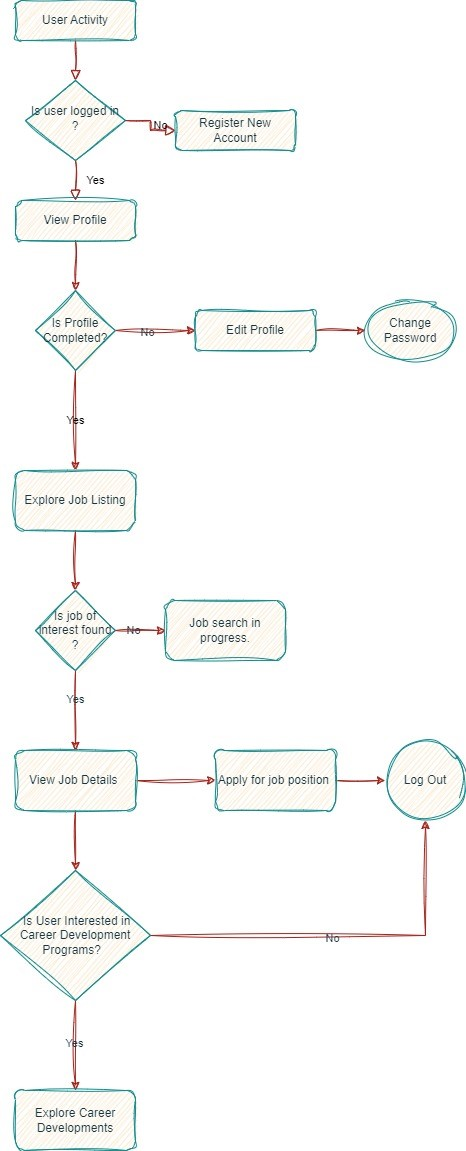 User Activity
Is user logged in
?
No
Register New
Account
Yes
View Profile
Is Profile
Completed?
No
Edit Profile
Change
Password
Yes
Explore Job Listing
Is job of
interest found
?
No
Job search in
progress.
Yes
View Job Details
Apply for job position
Log Out
Is User Interested in
Career Development
Programs?
No
Yes
Explore Career
Developments